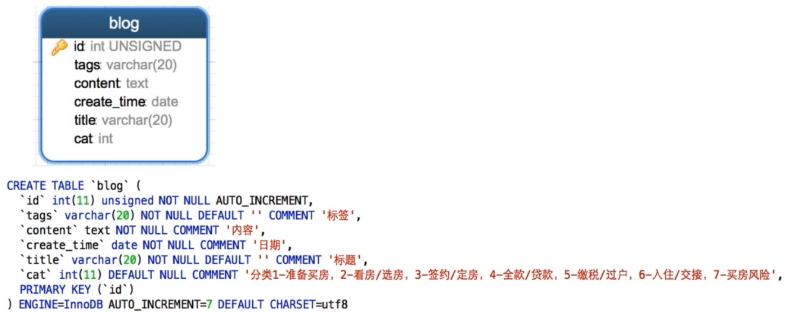 blog
id: int UNSIGNED
tags: varchar(20)
content: text
create_time: date
title: varchar(20)
cat: int
CREATE TABLE `blog` (
`id` int(11) unsigned NOT NULL AUTO_INCREMENT,
`tags` varchar(20) NOT NULL DEFAULT '' COMMENT '标签',
`content` text NOT NULL COMMENT '内容',
`create_time` date NOT NULL COMMENT '日期',
`title` varchar(20) NOT NULL DEFAULT '' COMMENT '标题',
`cat` int(11) DEFAULT NULL COMMENT '分类1-准备买房，2-看房/选房，3-签约/定房，4-全款/贷款，5-缴税/过户，6-入住/交接，7-买房风险',
PRIMARY KEY (`id`)
) ENGINE=InnoDB AUTO_INCREMENT=7 DEFAULT CHARSET=utf8